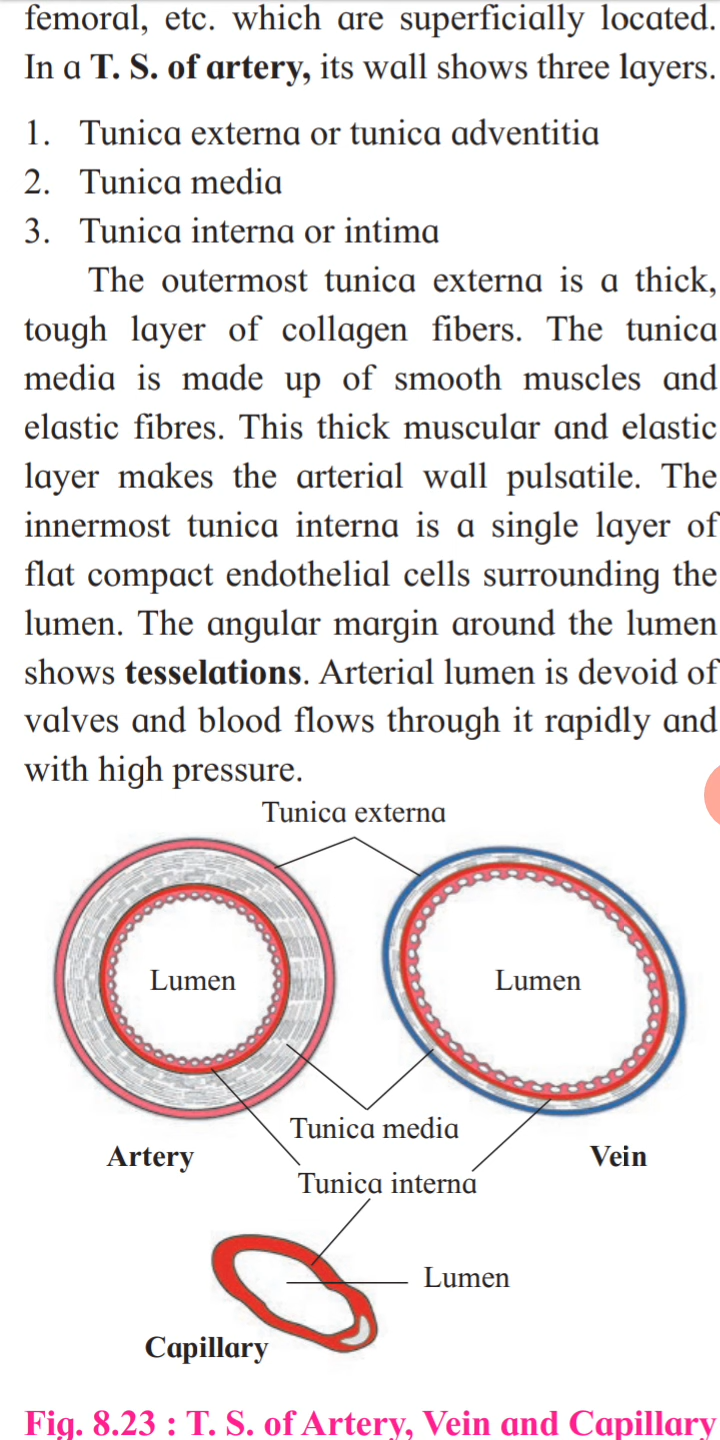 femoral, etc. which are superficially located.
In a T. S. of artery, its wall shows three layers.
1. Tunica externa or tunica adventitia
2. Tunica media
3. Tunica interna or intima
The outermost tunica externa is a thick,
tough layer of collagen fibers. The tunica
media is made up of smooth muscles and
elastic fibres. This thick muscular and elastic
layer makes the arterial wall pulsatile. The
innermost tunica interna is a single layer of
flat compact endothelial cells surrounding the
lumen. The angular margin around the lumen
shows tesselations. Arterial lumen is devoid of
valves and blood flows through it rapidly and
with high pressure.
Tunica externa
Lumen
Lumen
Tunica media
Artery
Vein
Tunica interna
Lumen
Capillary
Fig. 8.23 : T. S. of Artery, Vein and Capillary